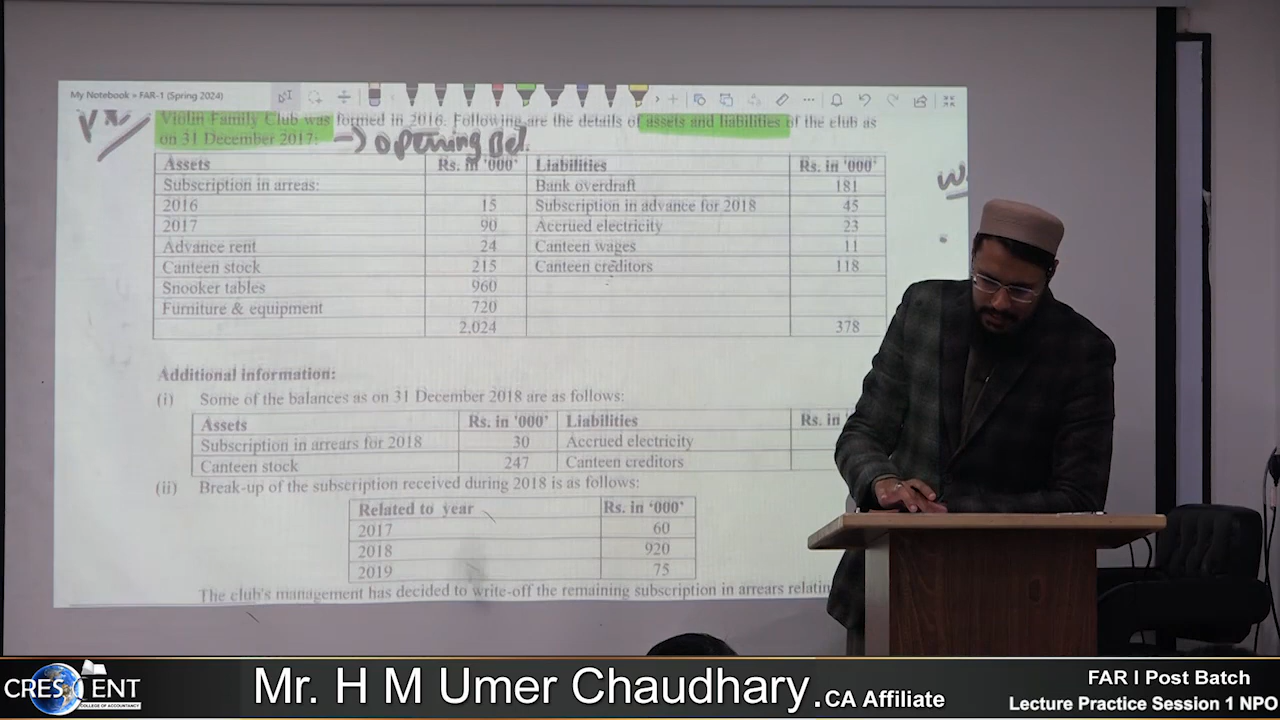 My Notebook » FAR-1 (Spring 2024)
Violin Family Club was formed in 2016. Following are the details of assets and liabilities of the club as
on 31 December 2017: → opening Bal.
Assets Rs. in '000' Liabilities Rs. in '000'
Subscription in arreas: Bank overdraft 181
2016 15 Subscription in advance for 2018 45
2017 90 Accrued electricity 23
Advance rent 24 Canteen wages 11
Canteen stock 215 Canteen creditors 118
Snooker tables 960
Furniture & equipment 720
2,024 378
Additional information:
(i) Some of the balances as on 31 December 2018 are as follows:
Assets Rs. in '000' Liabilities Rs. in
Subscription in arrears for 2018 30 Accrued electricity
Canteen stock 247 Canteen creditors
(ii) Break-up of the subscription received during 2018 is as follows:
Related to year Rs. in '000'
2017 60
2018 920
2019 75
The club's management has decided to write-off the remaining subscription in arrears
CRESCENT
COLLEGE OF ACCOUNTANCY
Mr. H M Umer Chaudhary .CA Affiliate
FAR I Post Batch
Lecture Practice Session 1 NPO